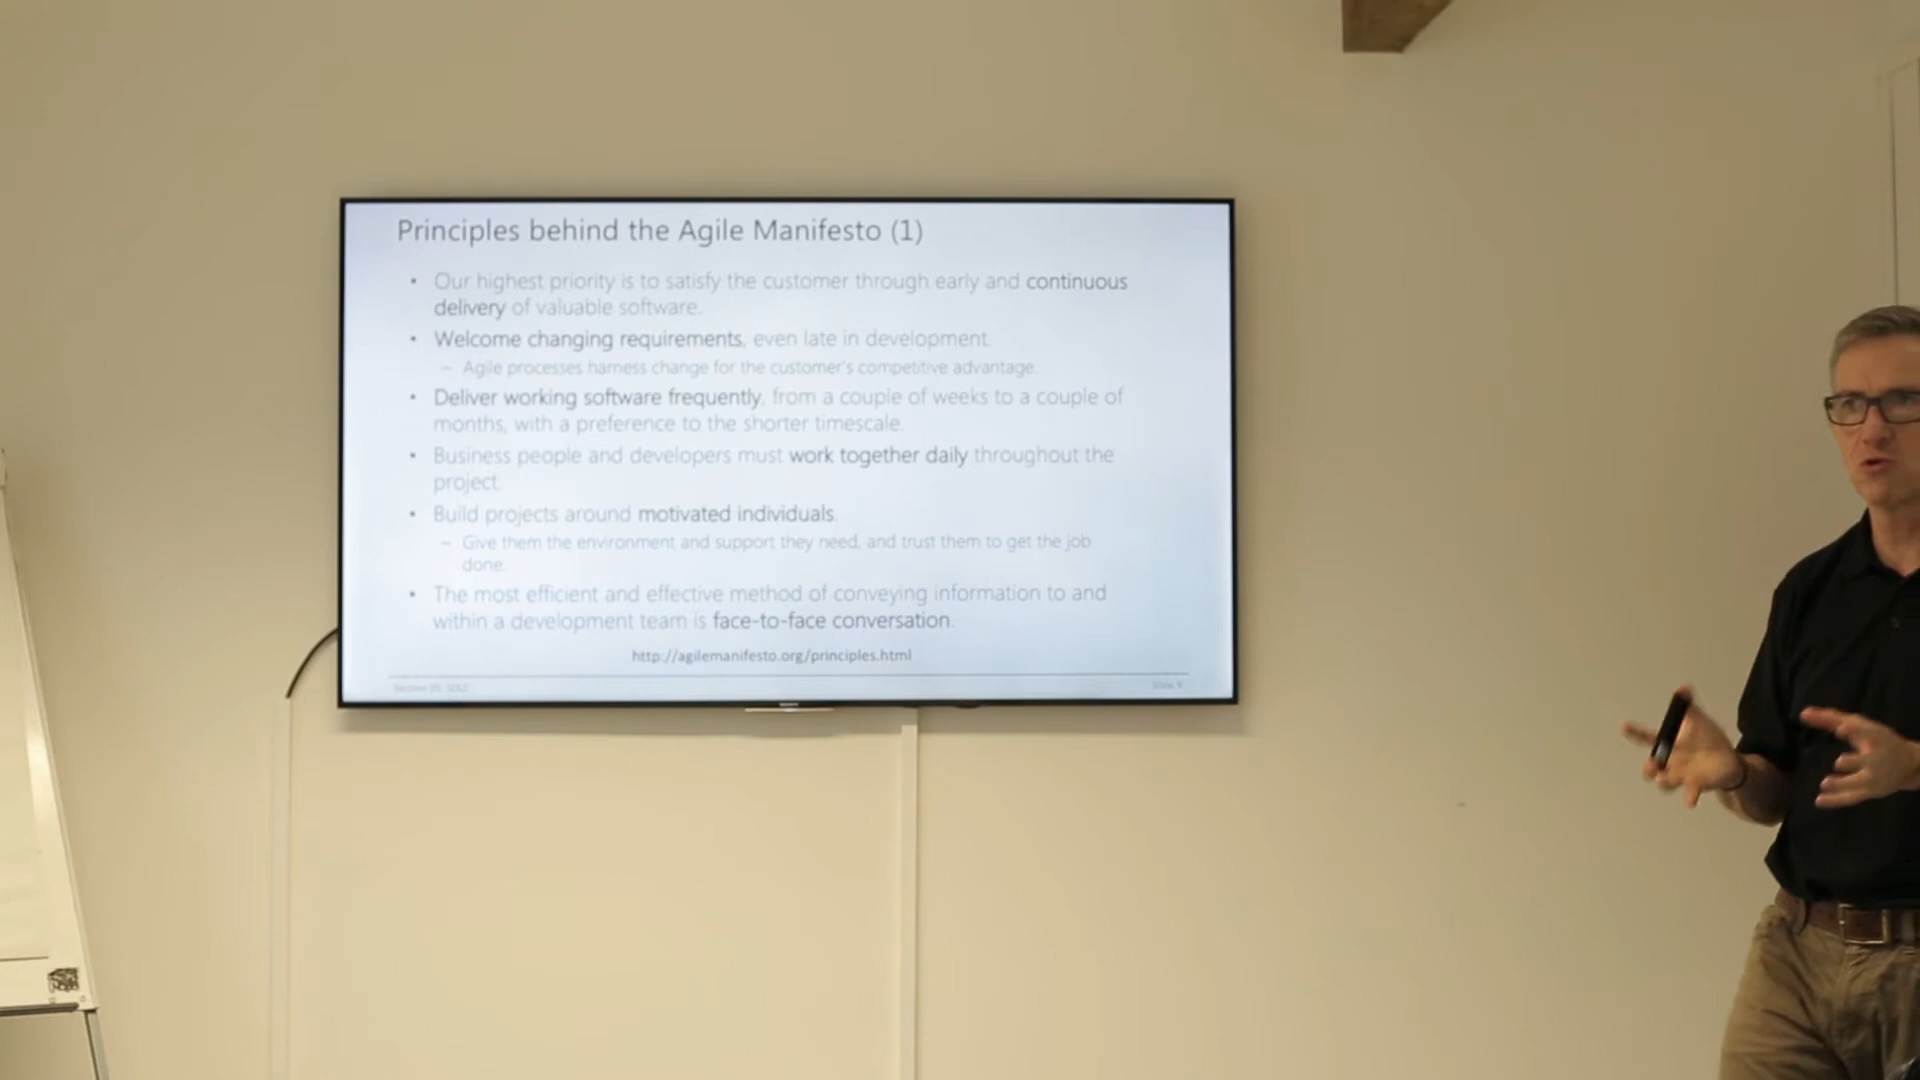 Principles behind the Agile Manifesto (1)
• Our highest priority is to satisfy the customer through early and continuous
delivery of valuable software.
• Welcome changing requirements, even late in development.
– Agile processes harness change for the customer's competitive advantage.
• Deliver working software frequently, from a couple of weeks to a couple of
months, with a preference to the shorter timescale.
• Business people and developers must work together daily throughout the
project.
• Build projects around motivated individuals.
– Give them the environment and support they need, and trust them to get the job
done.
• The most efficient and effective method of conveying information to and
within a development team is face-to-face conversation.
http://agilemanifesto.org/principles.html
Slide